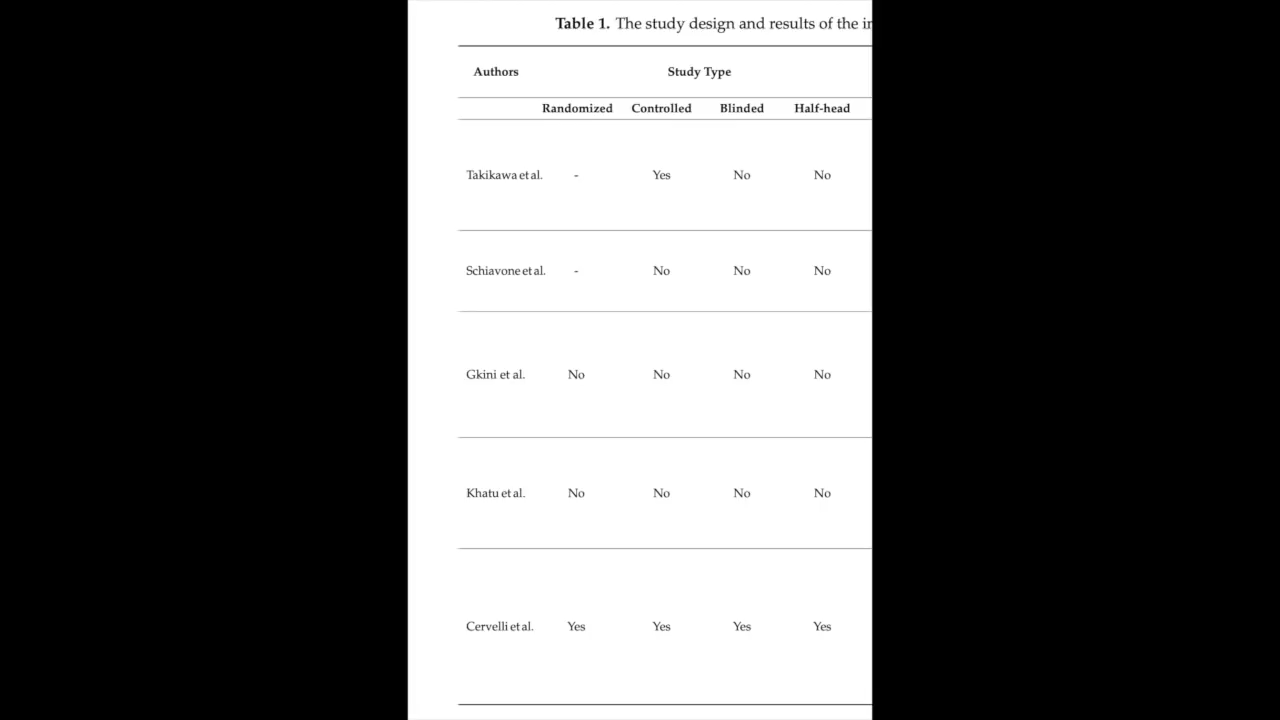 Table 1. The study design and results of the in
Authors Study Type
Randomized Controlled Blinded Half-head
Takikawa et al. - Yes No No
Schiavone et al. - No No No
Gkini et al. No No No No
Khatu et al. No No No No
Cervelli et al. Yes Yes Yes Yes